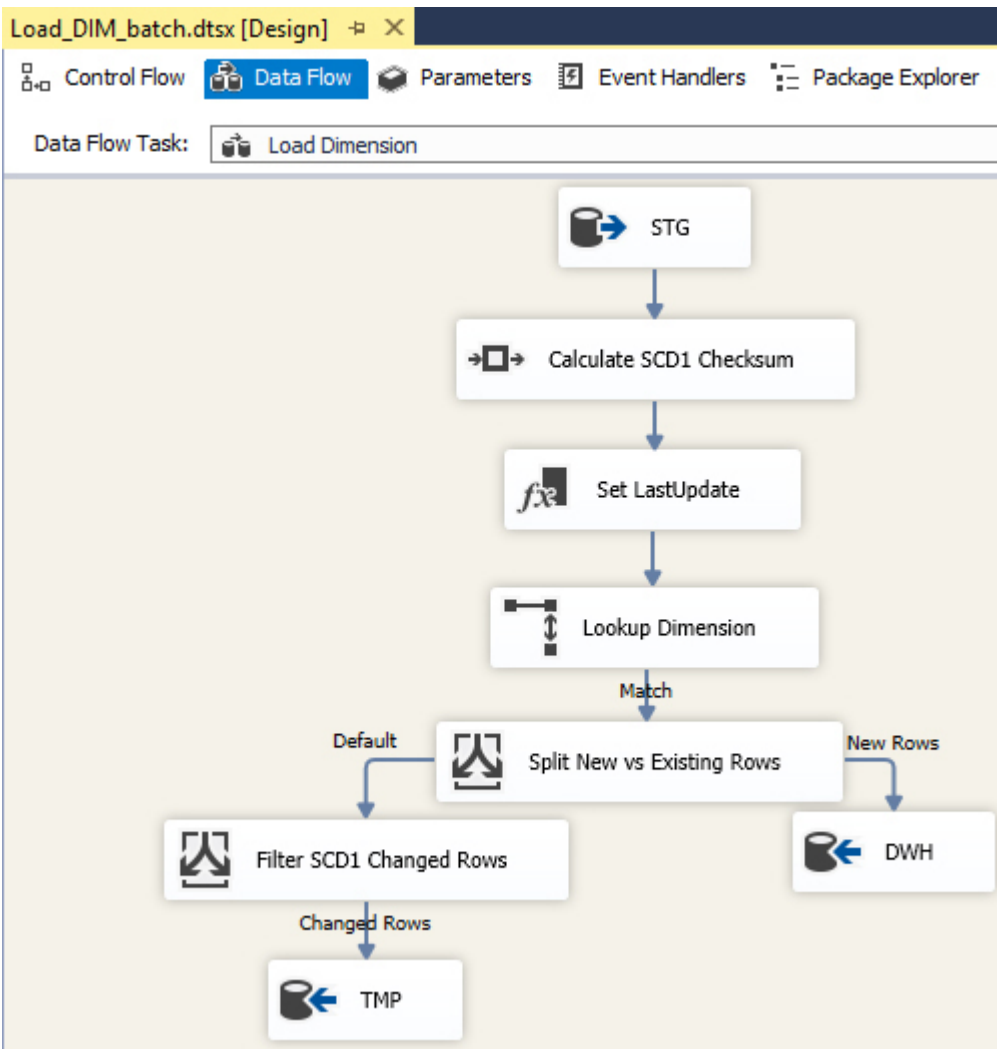 Load_DIM_batch.dtsx [Design]
Control Flow Data Flow Parameters Event Handlers Package Explorer
Data Flow Task: Load Dimension
STG
Calculate SCD1 Checksum
fx Set LastUpdate
Lookup Dimension
Match
Default
Split New vs Existing Rows
New Rows
Filter SCD1 Changed Rows
DWH
Changed Rows
TMP